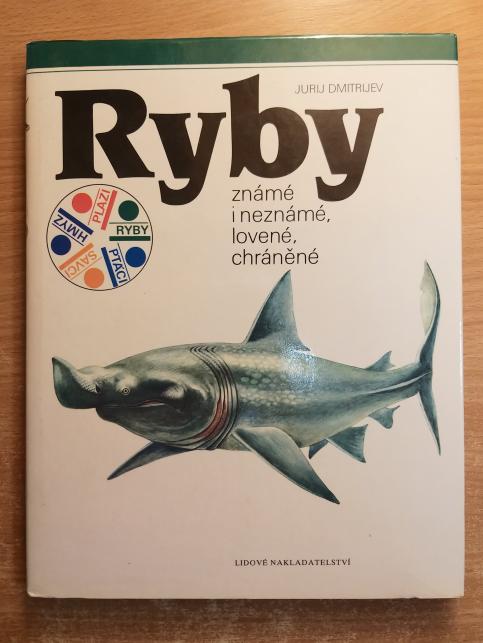 JURIJ DMITRIJEV
Ryby
známé
i neznámé,
lovené,
chráněné
PLAZI
RYBY
PTÁCI
SAVCI
HMYZ
LIDOVÉ NAKLADATELSTVÍ